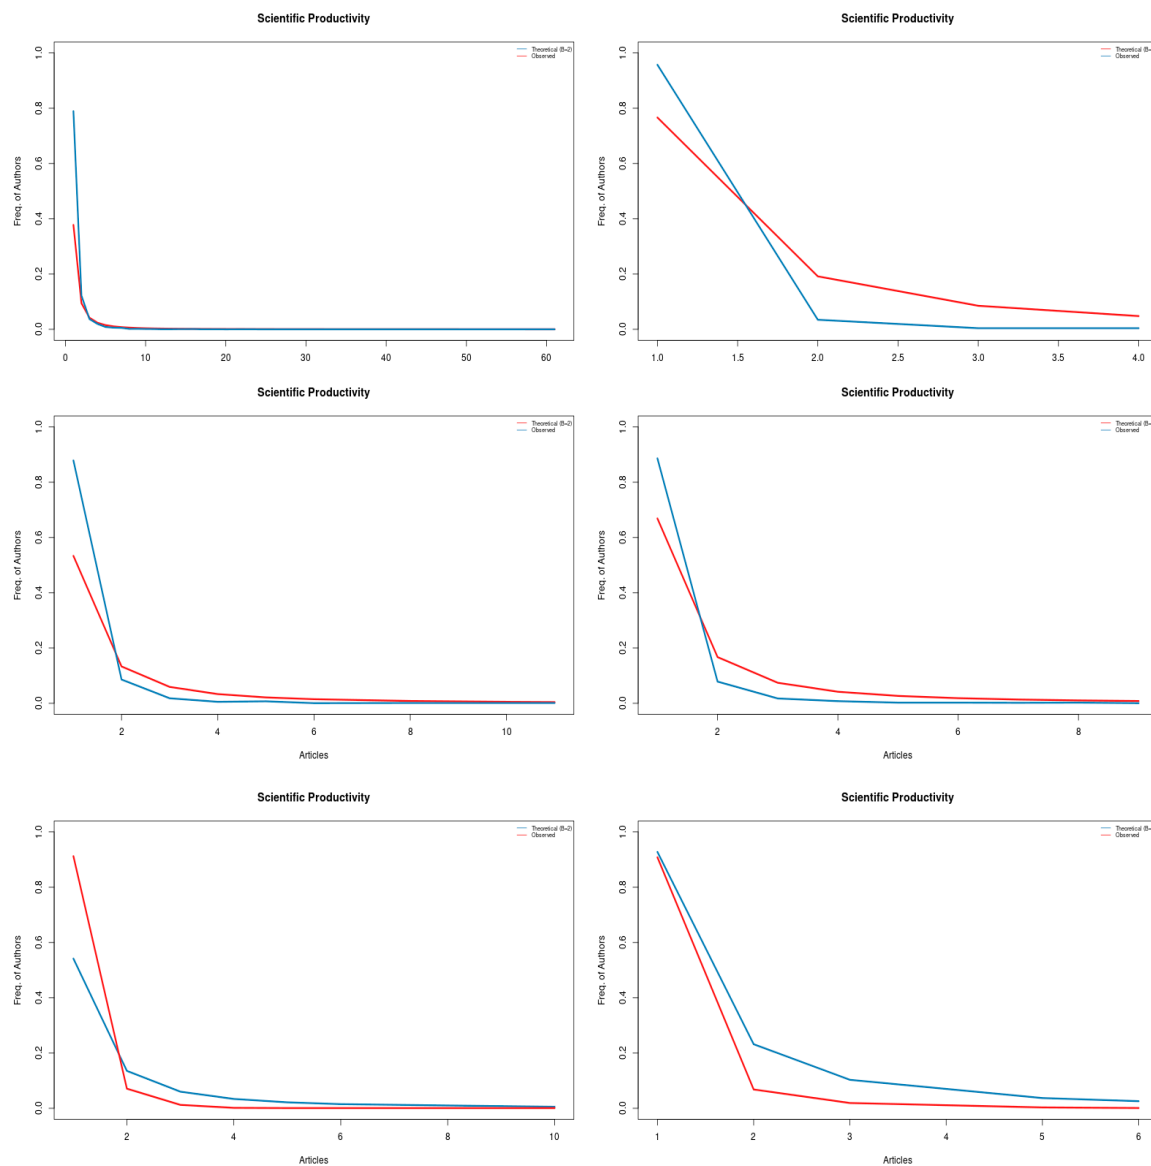 Scientific Productivity
Theoretical (B=2)
Observed
Freq. of Authors
1.0
0.8
0.6
0.4
0.2
0.0
0 10 20 30 40 50 60
Scientific Productivity
Theoretical (B=
Observed
Freq. of Authors
1.0
0.8
0.6
0.4
0.2
0.0
1.0 1.5 2.0 2.5 3.0 3.5 4.0
Scientific Productivity
Theoretical (B=2)
Observed
Freq. of Authors
1.0
0.8
0.6
0.4
0.2
0.0
2 4 6 8 10
Articles
Scientific Productivity
Theoretical (B=
Observed
Freq. of Authors
1.0
0.8
0.6
0.4
0.2
0.0
2 4 6 8
Articles
Scientific Productivity
Theoretical (B=2)
Observed
Freq. of Authors
1.0
0.8
0.6
0.4
0.2
0.0
2 4 6 8 10
Articles
Scientific Productivity
Theoretical (B=
Observed
Freq. of Authors
1.0
0.8
0.6
0.4
0.2
0.0
1 2 3 4 5 6
Articles